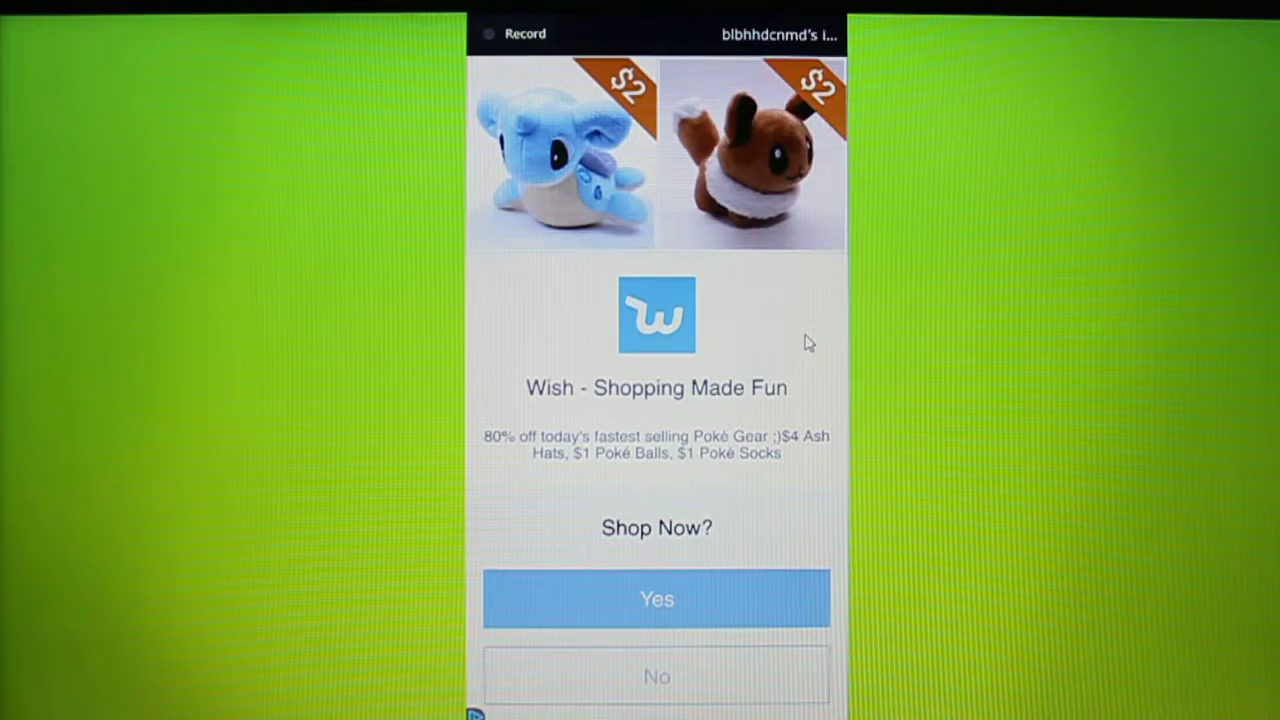 Record
blbhhdcnmd's i...
$2
$2
w
Wish - Shopping Made Fun
80% off today's fastest selling Poké Gear ;)$4 Ash
Hats, $1 Poké Balls, $1 Poké Socks
Shop Now?
Yes
No